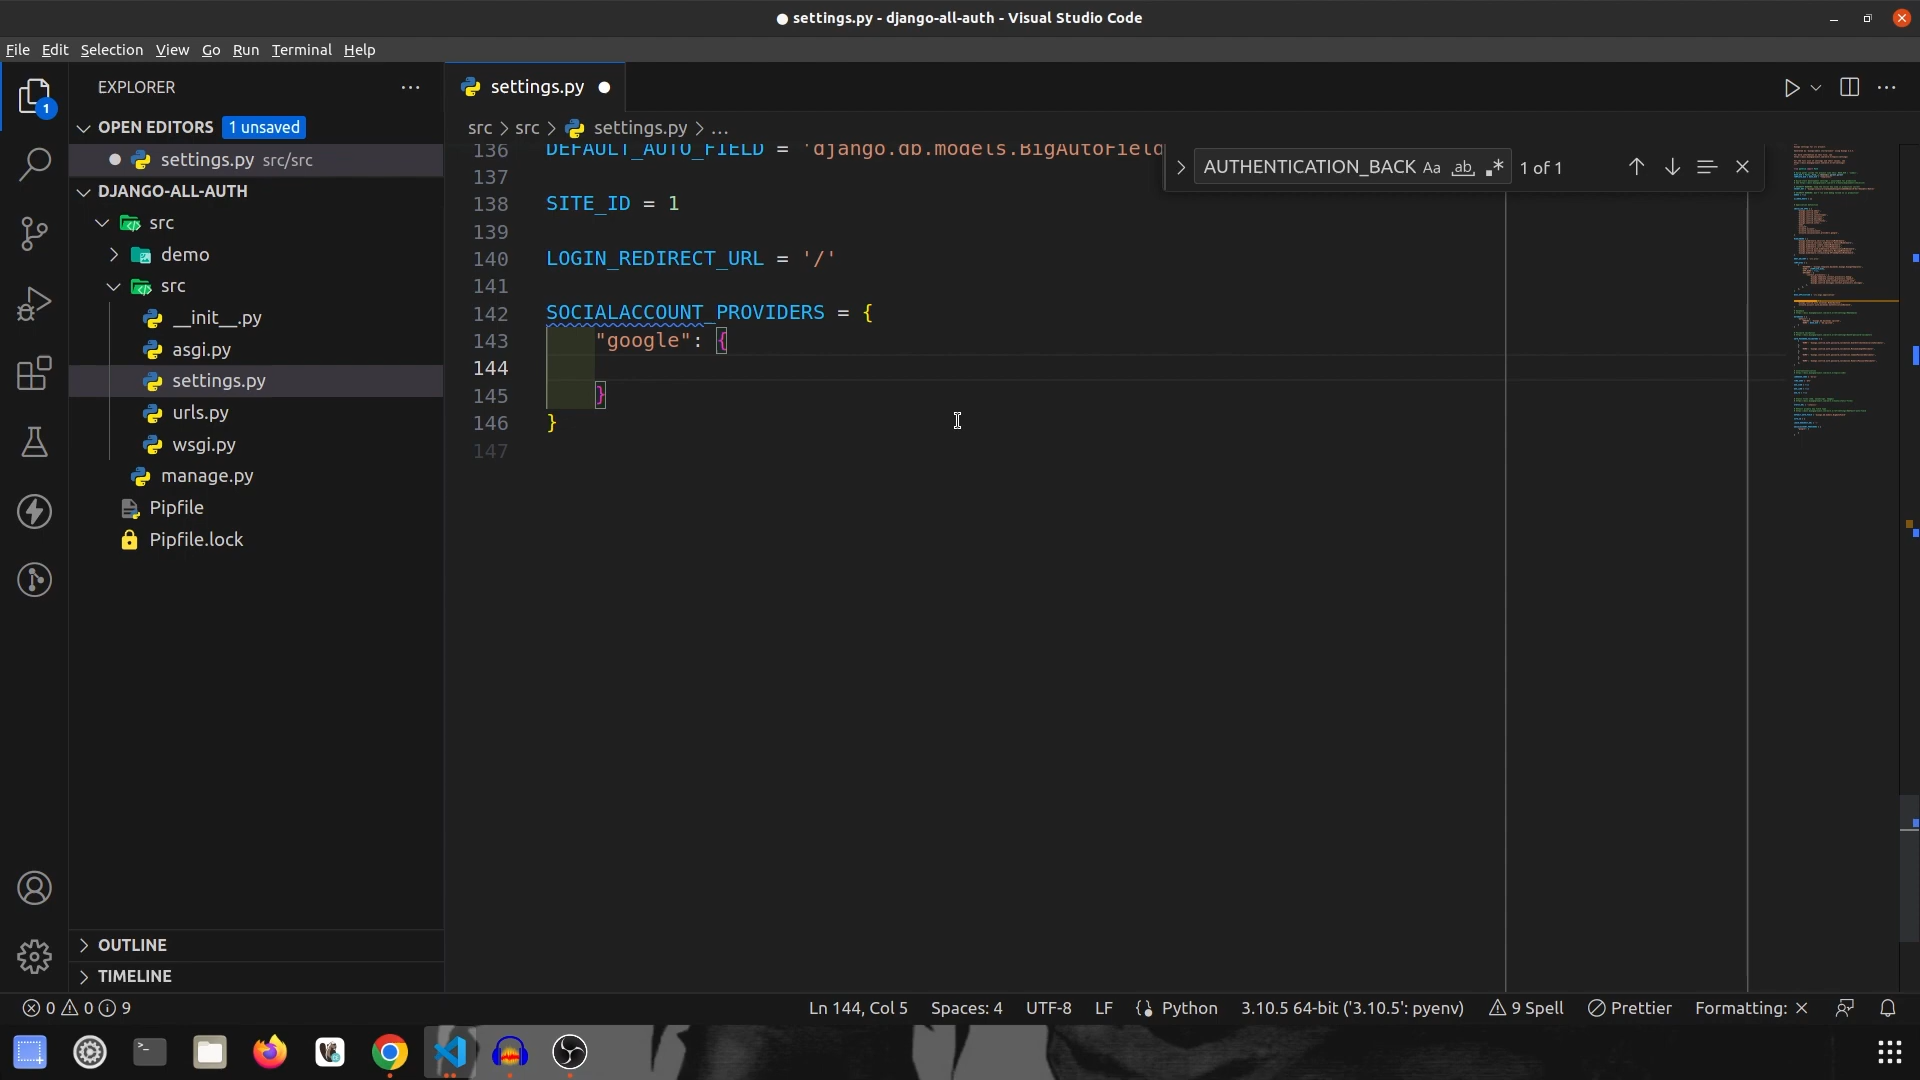 ● settings.py - django-all-auth - Visual Studio Code
File Edit Selection View Go Run Terminal Help
1
EXPLORER ...
OPEN EDITORS 1 unsaved
settings.py src/src
DJANGO-ALL-AUTH
src
demo
src
__init__.py
asgi.py
settings.py
urls.py
wsgi.py
manage.py
Pipfile
Pipfile.lock
OUTLINE
TIMELINE
settings.py ●
src > src > settings.py > ...
AUTHENTICATION_BACK Aa ab .* 1 of 1
136 DEFAULT_AUTO_FIELD = 'django.db.models.BigAutoField
137
138 SITE_ID = 1
139
140 LOGIN_REDIRECT_URL = '/'
141
142 SOCIALACCOUNT_PROVIDERS = {
143 "google": {
144
145 }
146 }
147
0 0 9 Ln 144, Col 5 Spaces: 4 UTF-8 LF {} Python 3.10.5 64-bit ('3.10.5': pyenv) 9 Spell Prettier Formatting: ×